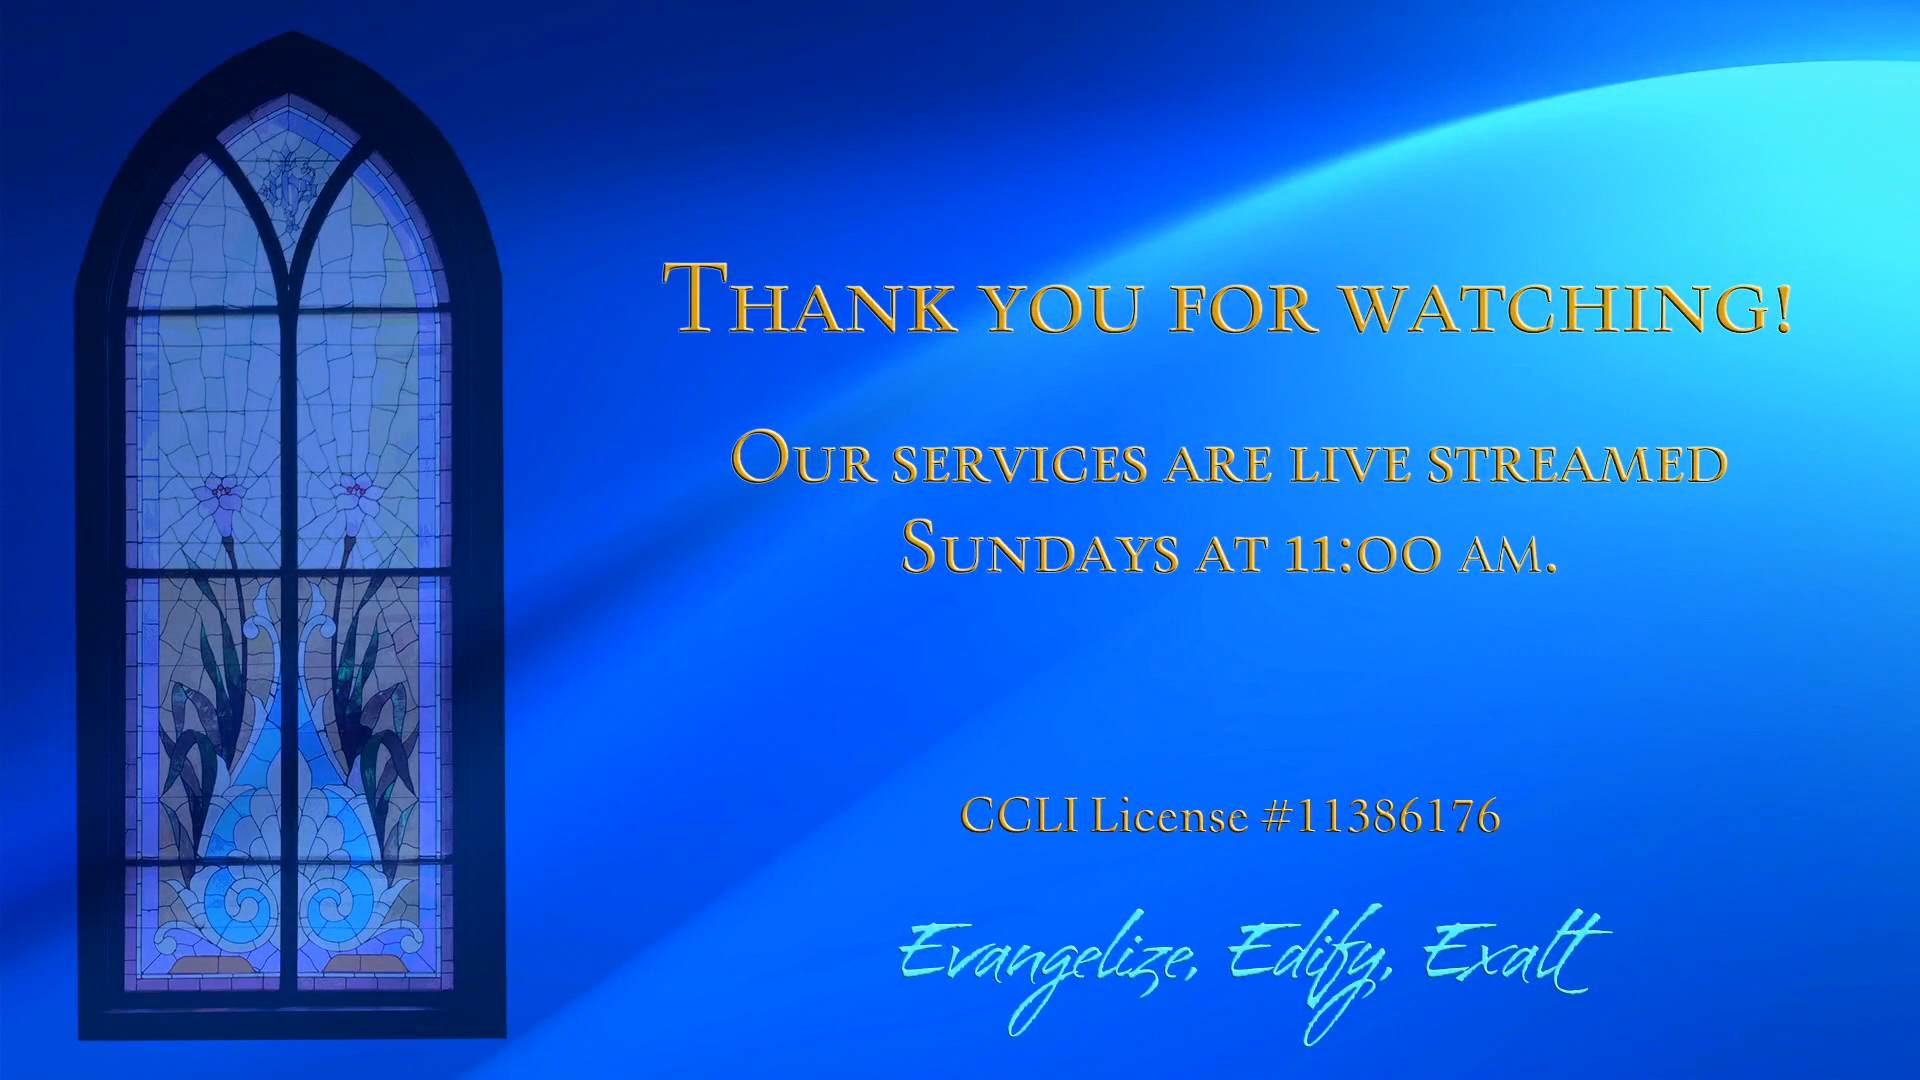 Thank you for watching!
Our services are live streamed
Sundays at 11:00 am.
CCLI License #11386176
Evangelize, Edify, Exalt